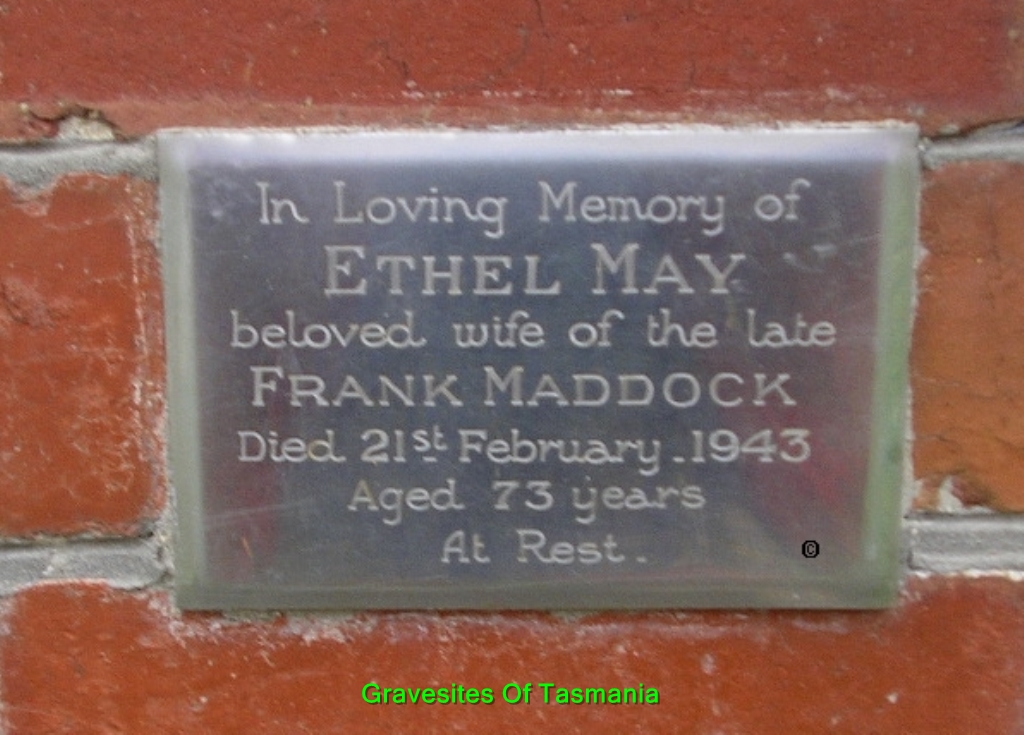 In Loving Memory of
ETHEL MAY
beloved wife of the late
FRANK MADDOCK
Died 21st February. 1943
Aged 73 years
At Rest.
©
Gravesites Of Tasmania